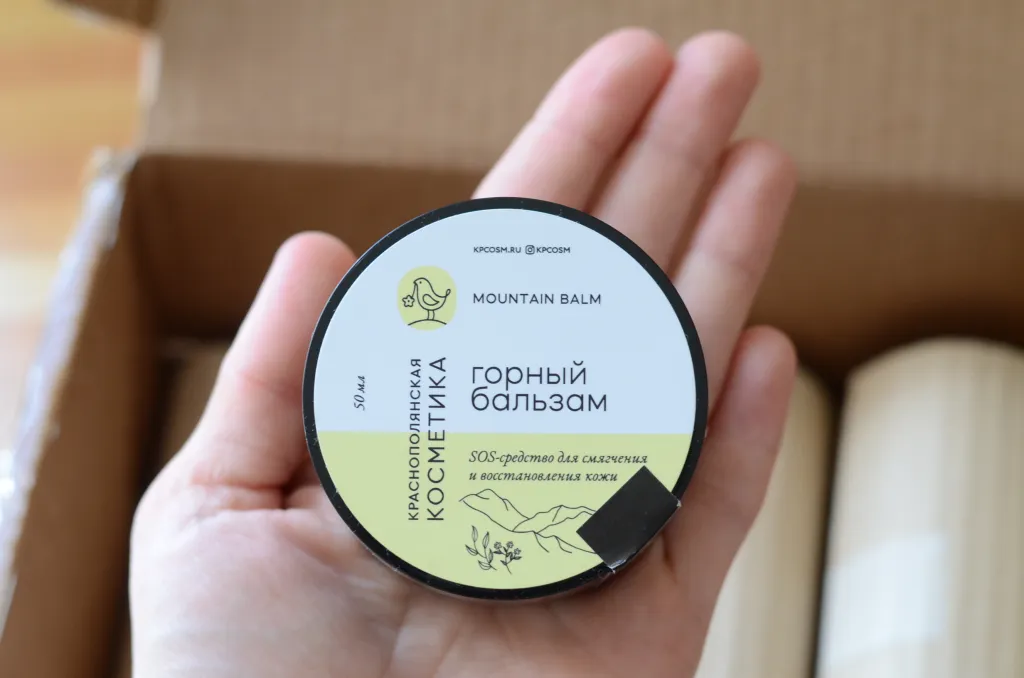 KPCOSM.RU KPCOSM
MOUNTAIN BALM
горный
бальзам
SOS-средство для смягчения
и восстановления кожи
КРАСНОПОЛЯНСКАЯ
КОСМЕТИКА
50 мл